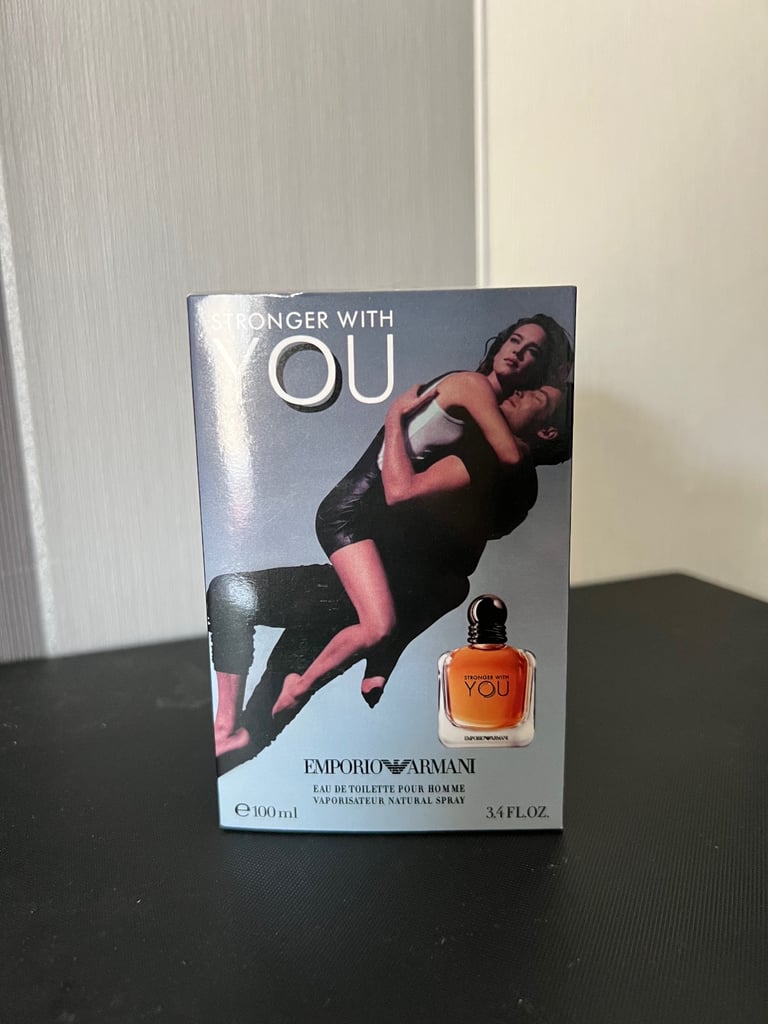 STRONGER WITH
YOU
STRONGER WITH
YOU
EMPORIO ARMANI
EMPORIO ARMANI
EAU DE TOILETTE POUR HOMME
VAPORISATEUR NATURAL SPRAY
e 100 ml
3.4 FL.OZ.